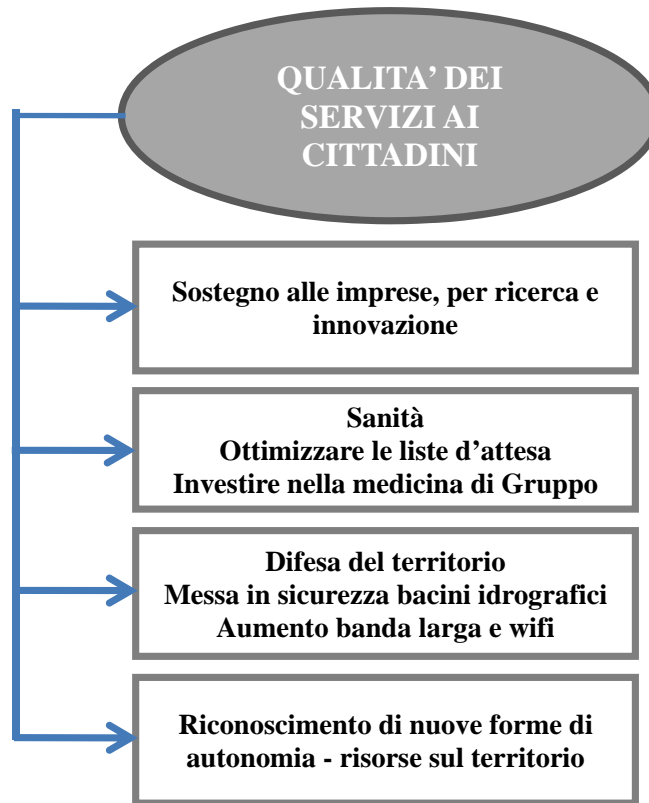 QUALITA’ DEI
SERVIZI AI
CITTADINI
Sostegno alle imprese, per ricerca e
innovazione
Sanità
Ottimizzare le liste d’attesa
Investire nella medicina di Gruppo
Difesa del territorio
Messa in sicurezza bacini idrografici
Aumento banda larga e wifi
Riconoscimento di nuove forme di
autonomia - risorse sul territorio